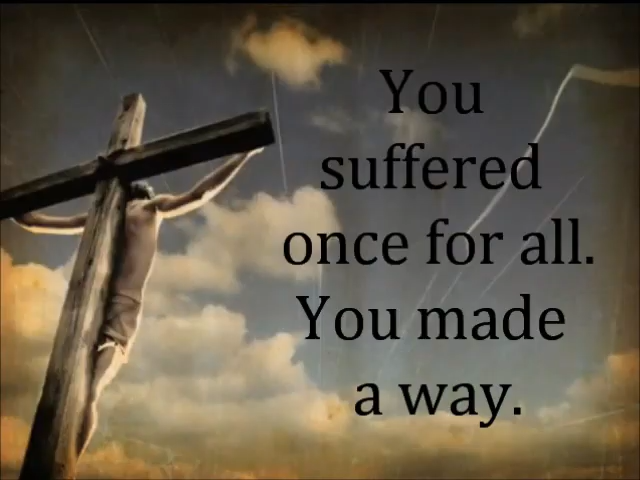 You
suffered
once for all.
You made
a way.